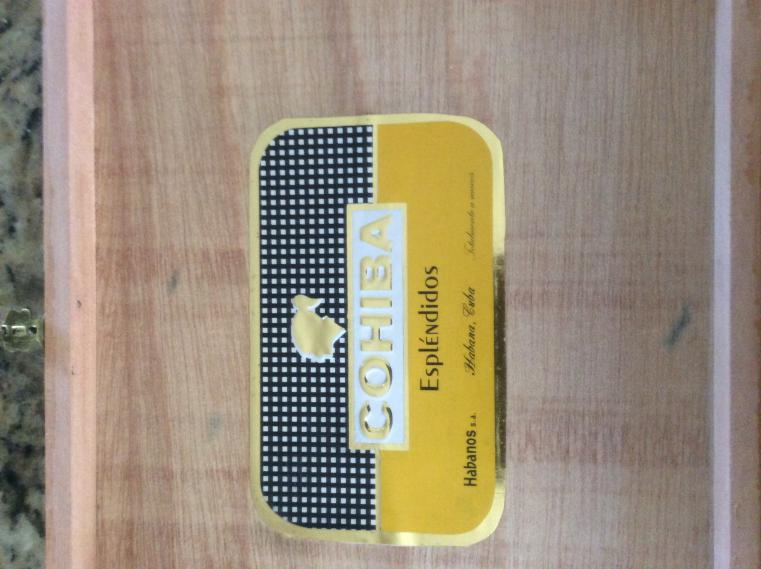 COHIBA
EsplÉNdidos
Habanos s.a.
Habana, Cuba